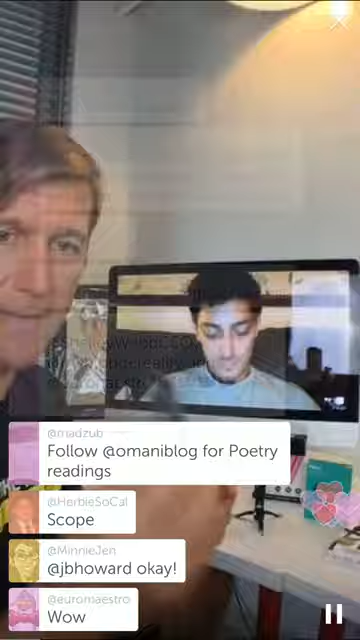 @madzub
Follow @omaniblog for Poetry
readings
@HerbieSoCal
Scope
@MinnieJen
@jbhoward okay!
@euromaestro
Wow